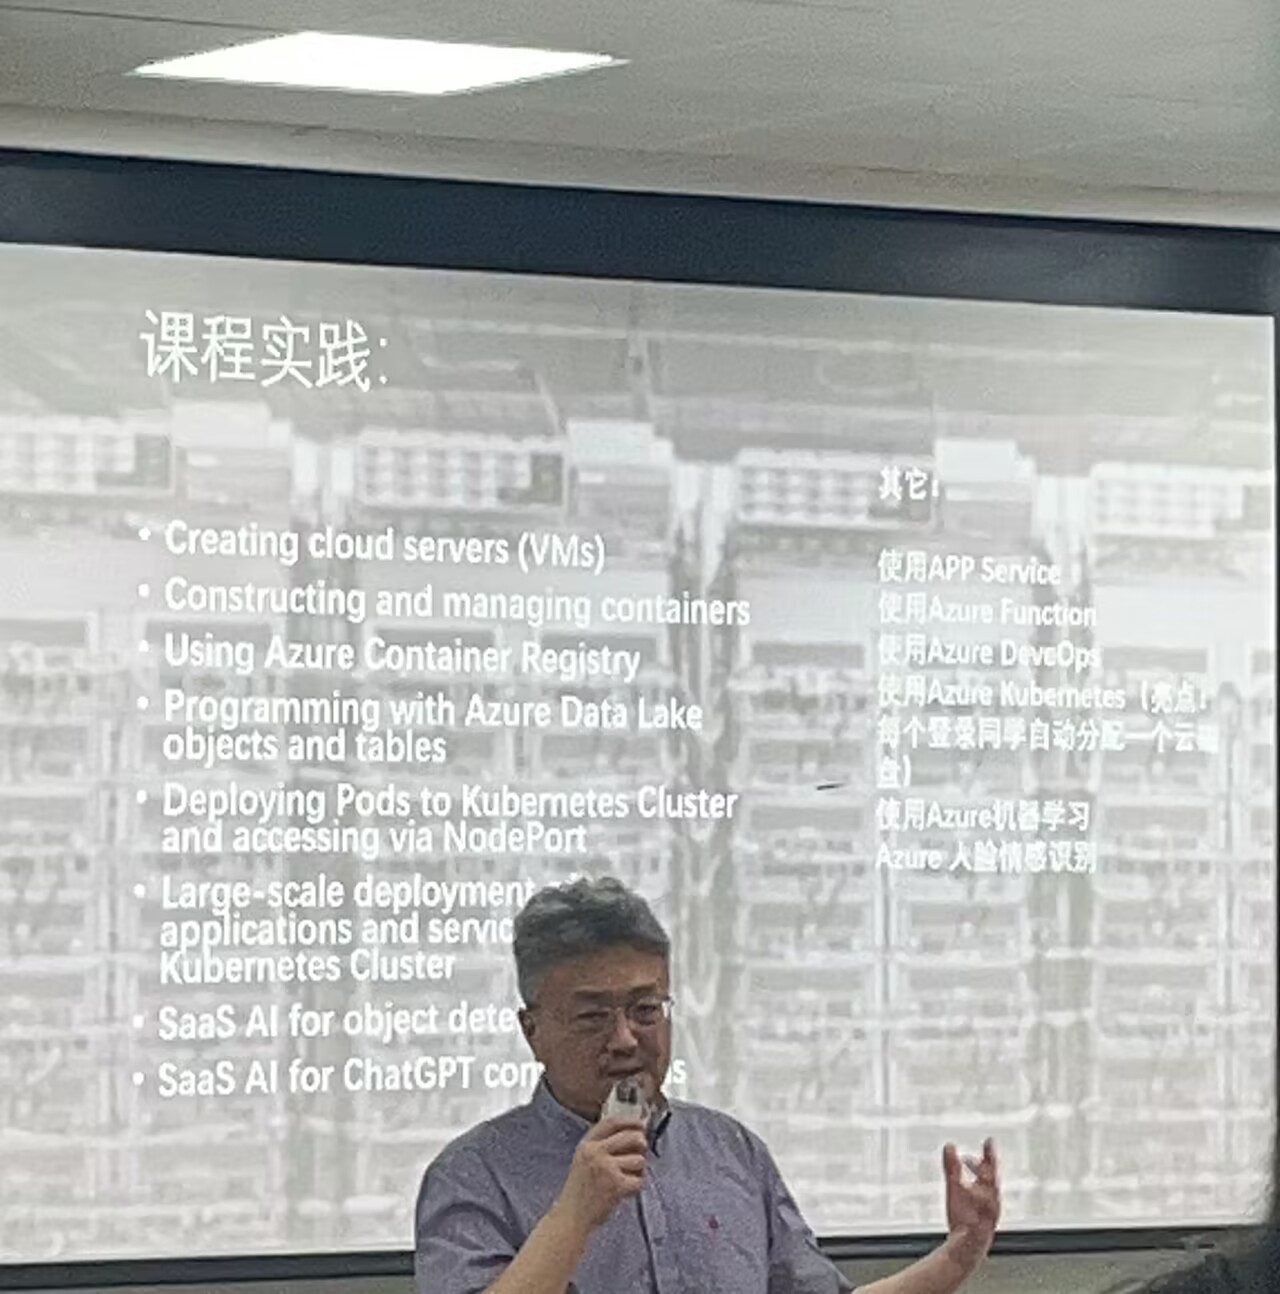 课程实践:
• Creating cloud servers (VMs)
• Constructing and managing containers
• Using Azure Container Registry
• Programming with Azure Data Lake
objects and tables
• Deploying Pods to Kubernetes Cluster
and accessing via NodePort
• Large-scale deployment
applications and servic
Kubernetes Cluster
• SaaS AI for object dete
• SaaS AI for ChatGPT con s
其它:
使用APP Service
使用Azure Function
使用Azure DeveOps
使用Azure Kubernetes (亮点:
每个登录同学自动分配一个云磁
盘)
使用Azure机器学习
Azure 人脸情感识别